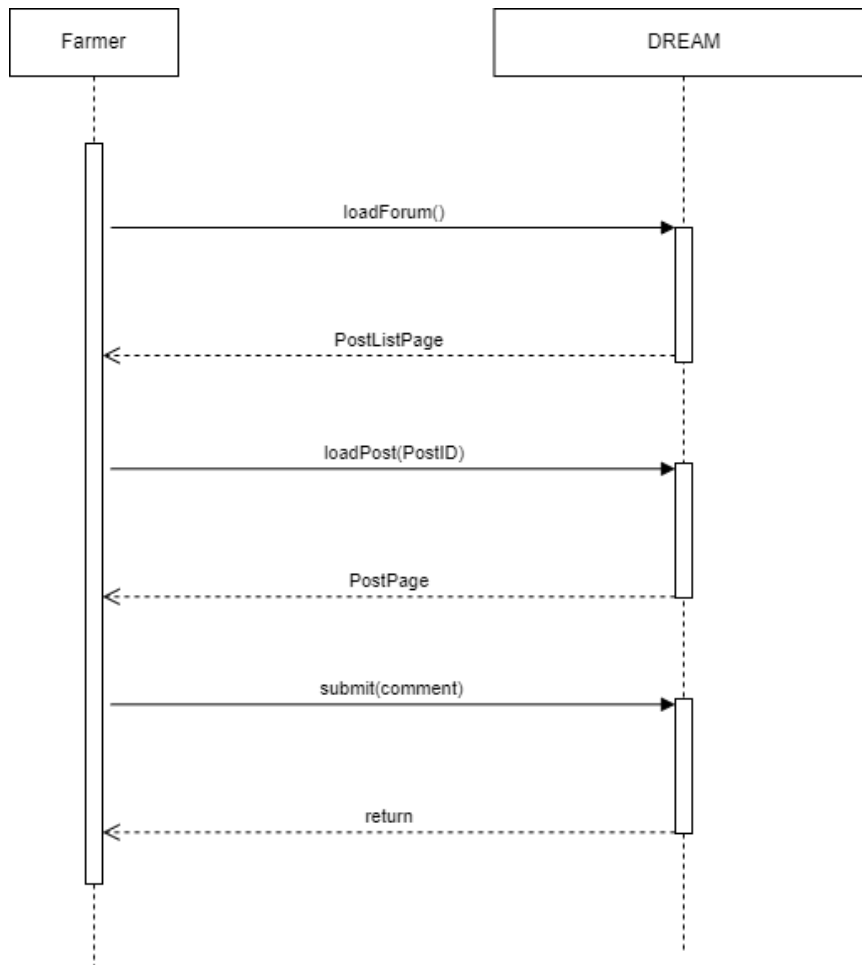 Farmer
DREAM
loadForum()
PostListPage
loadPost(PostID)
PostPage
submit(comment)
return